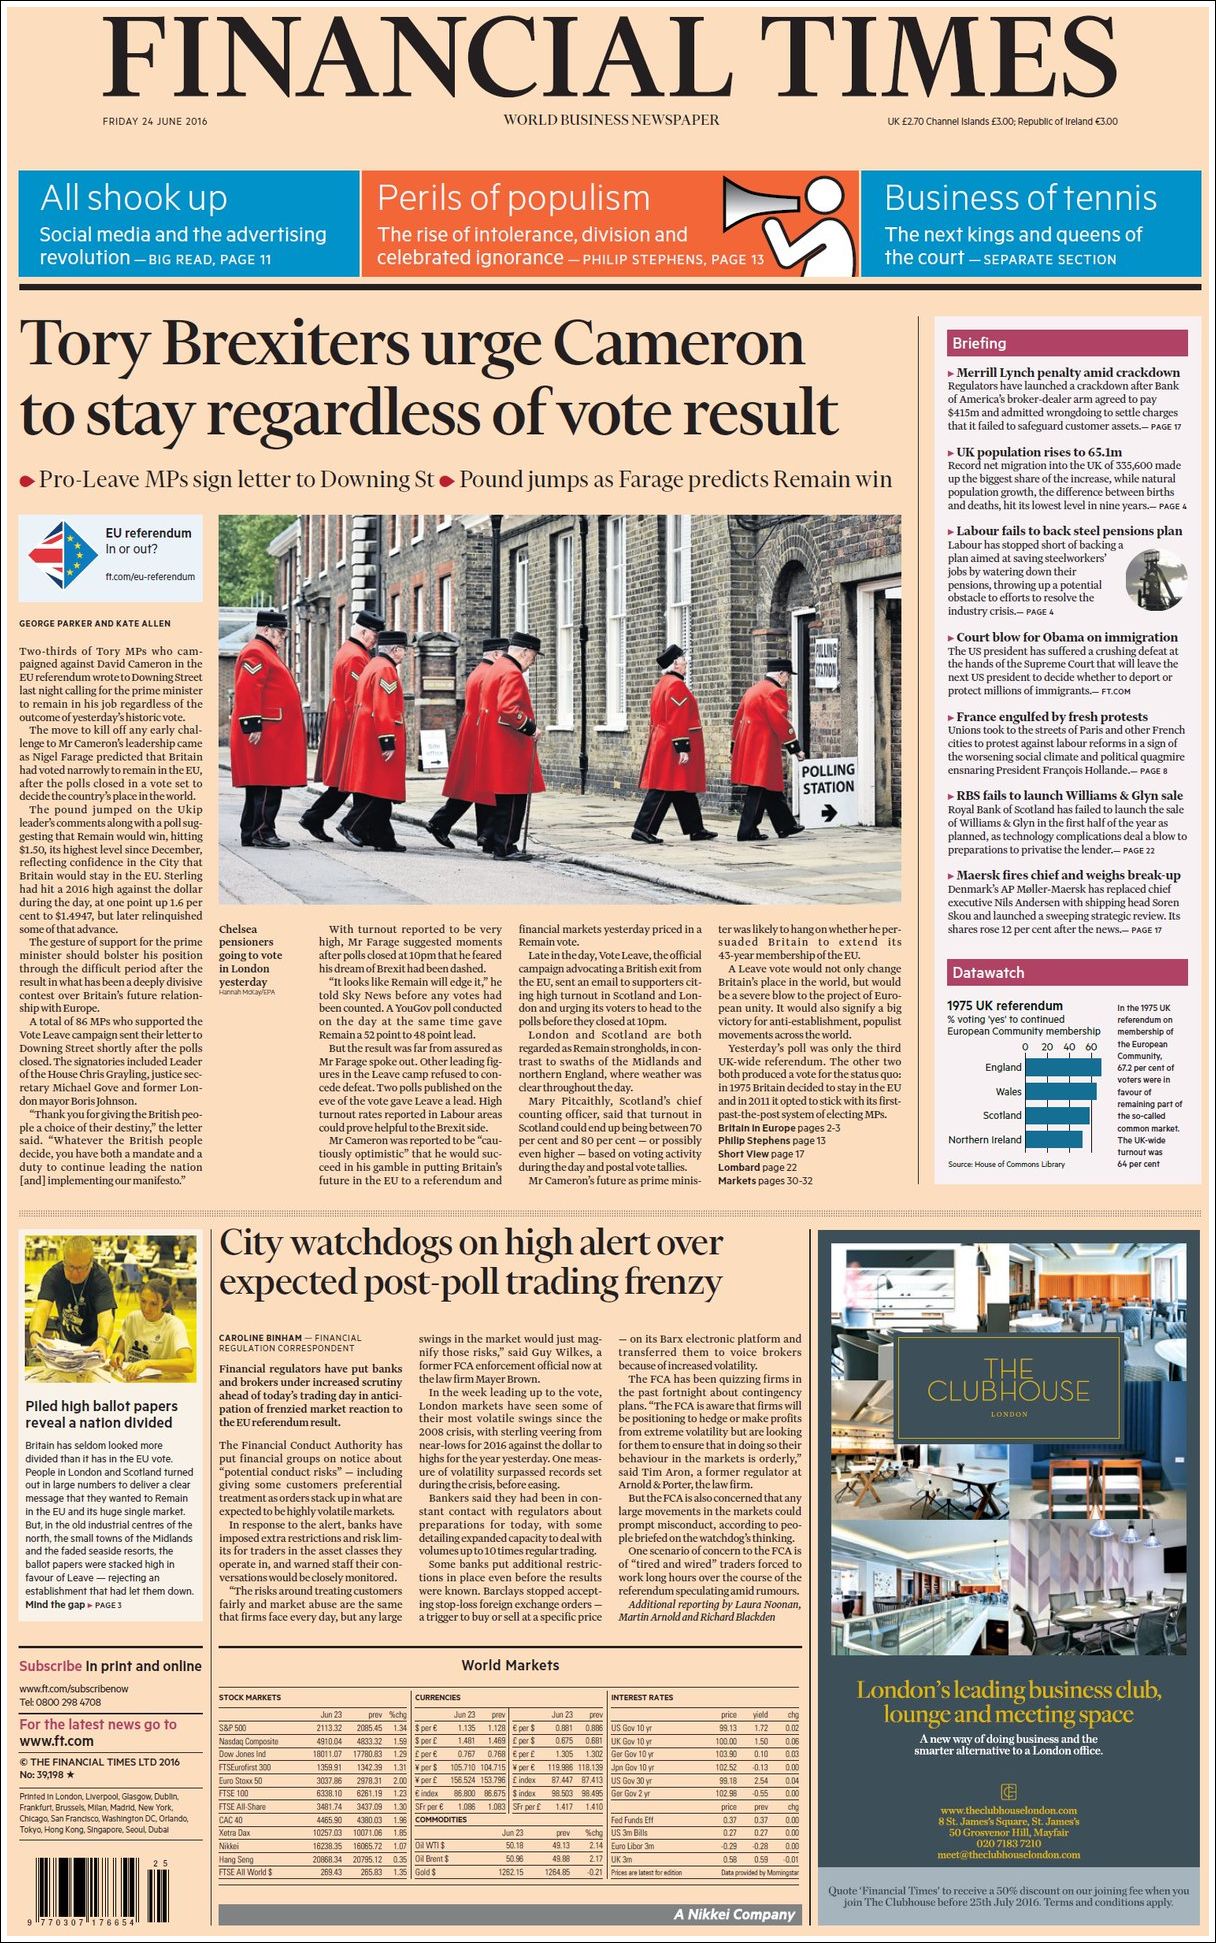 FINANCIAL TIMES
FRIDAY 24 JUNE 2016
WORLD BUSINESS NEWSPAPER
UK £2.70 Channel Islands £3.00; Republic of Ireland €3.00
All shook up
Social media and the advertising
revolution — BIG READ, PAGE 11
Perils of populism
The rise of intolerance, division and
celebrated ignorance — PHILIP STEPHENS, PAGE 13
Business of tennis
The next kings and queens of
the court — SEPARATE SECTION
Tory Brexiters urge Cameron
to stay regardless of vote result
Pro-Leave MPs sign letter to Downing St
Pound jumps as Farage predicts Remain win
EU referendum
In or out?
ft.com/eu-referendum
GEORGE PARKER AND KATE ALLEN
Two-thirds of Tory MPs who cam-
paigned against David Cameron in the
EU referendum wrote to Downing Street
last night calling for the prime minister
to remain in his job regardless of the
outcome of yesterday's historic vote.
The move to kill off any early chal-
lenge to Mr Cameron's leadership came
as Nigel Farage predicted that Britain
had voted narrowly to remain in the EU,
after the polls closed in a vote set to
decide the country's place in the world.
The pound jumped on the Ukip
leader's comments along with a poll sug-
gesting that Remain would win, hitting
$1.50, its highest level since December,
reflecting confidence in the City that
Britain would stay in the EU. Sterling
had hit a 2016 high against the dollar
during the day, at one point up 1.6 per
cent to $1.4947, but later relinquished
some of that advance.
The gesture of support for the prime
minister should bolster his position
through the difficult period after the
result in what has been a deeply divisive
contest over Britain's future relation-
ship with Europe.
A total of 86 MPs who supported the
Vote Leave campaign sent their letter to
Downing Street shortly after the polls
closed. The signatories included Leader
of the House Chris Grayling, justice sec-
retary Michael Gove and former Lon-
don mayor Boris Johnson.
"Thank you for giving the British peo-
ple a choice of their destiny," the letter
said. "Whatever the British people
decide, you have both a mandate and a
duty to continue leading the nation
[and] implementing our manifesto."
Side
office
POLLING
STATION
POLLING
STATION
Chelsea
pensioners
going to vote
in London
yesterday
Hannah McKay/EPA
With turnout reported to be very
high, Mr Farage suggested moments
after polls closed at 10pm that he feared
his dream of Brexit had been dashed.
"It looks like Remain will edge it," he
told Sky News before any votes had
been counted. A YouGov poll conducted
on the day at the same time gave
Remain a 52 point to 48 point lead.
But the result was far from assured as
Mr Farage spoke out. Other leading fig-
ures in the Leave camp refused to con-
cede defeat. Two polls published on the
eve of the vote gave Leave a lead. High
turnout rates reported in Labour areas
could prove helpful to the Brexit side.
Mr Cameron was reported to be "cau-
tiously optimistic" that he would suc-
ceed in his gamble in putting Britain's
future in the EU to a referendum and
financial markets yesterday priced in a
Remain vote.
Late in the day, Vote Leave, the official
campaign advocating a British exit from
the EU, sent an email to supporters cit-
ing high turnout in Scotland and Lon-
don and urging its voters to head to the
polls before they closed at 10pm.
London and Scotland are both
regarded as Remain strongholds, in con-
trast to swaths of the Midlands and
northern England, where weather was
clear throughout the day.
Mary Pitcaithly, Scotland's chief
counting officer, said that turnout in
Scotland could end up being between 70
per cent and 80 per cent — or possibly
even higher — based on voting activity
during the day and postal vote tallies.
Mr Cameron's future as prime minis-
ter was likely to hang on whether he per-
suaded Britain to extend its
43-year membership of the EU.
A Leave vote would not only change
Britain's place in the world, but would
be a severe blow to the project of Euro-
pean unity. It would also signify a big
victory for anti-establishment, populist
movements across the world.
Yesterday's poll was only the third
UK-wide referendum. The other two
both produced a vote for the status quo:
in 1975 Britain decided to stay in the EU
and in 2011 it opted to stick with its first-
past-the-post system of electing MPs.
Britain in Europe pages 2-3
Philip Stephens page 13
Short View page 17
Lombard page 22
Markets pages 30-32
Briefing
Merrill Lynch penalty amid crackdown
Regulators have launched a crackdown after Bank
of America's broker-dealer arm agreed to pay
$415m and admitted wrongdoing to settle charges
that it failed to safeguard customer assets.— PAGE 17
UK population rises to 65.1m
Record net migration into the UK of 335,600 made
up the biggest share of the increase, while natural
population growth, the difference between births
and deaths, hit its lowest level in nine years.— PAGE 4
Labour fails to back steel pensions plan
Labour has stopped short of backing a
plan aimed at saving steelworkers'
jobs by watering down their
pensions, throwing up a potential
obstacle to efforts to resolve the
industry crisis.— PAGE 4
Court blow for Obama on immigration
The US president has suffered a crushing defeat at
the hands of the Supreme Court that will leave the
next US president to decide whether to deport or
protect millions of immigrants.— FT.COM
France engulfed by fresh protests
Unions took to the streets of Paris and other French
cities to protest against labour reforms in a sign of
the worsening social climate and political quagmire
ensnaring President François Hollande.— PAGE 8
RBS fails to launch Williams & Glyn sale
Royal Bank of Scotland has failed to launch the sale
of Williams & Glyn in the first half of the year as
planned, as technology complications deal a blow to
preparations to privatise the lender.— PAGE 22
Maersk fires chief and weighs break-up
Denmark's AP Møller-Maersk has replaced chief
executive Nils Andersen with shipping head Soren
Skou and launched a sweeping strategic review. Its
shares rose 12 per cent after the news.— PAGE 17
Datawatch
1975 UK referendum
% voting 'yes' to continued
European Community membership
0 20 40 60
England
Wales
Scotland
Northern Ireland
Source: House of Commons Library
In the 1975 UK
referendum on
membership of
the European
Community,
67.2 per cent of
voters were in
favour of
remaining part of
the so-called
common market.
The UK-wide
turnout was
64 per cent
Piled high ballot papers
reveal a nation divided
Britain has seldom looked more
divided than it has in the EU vote.
People in London and Scotland turned
out in large numbers to deliver a clear
message that they wanted to Remain
in the EU and its huge single market.
But, in the old industrial centres of the
north, the small towns of the Midlands
and the faded seaside resorts, the
ballot papers were stacked high in
favour of Leave — rejecting an
establishment that had let them down.
Mind the gap PAGE 3
City watchdogs on high alert over
expected post-poll trading frenzy
CAROLINE BINHAM — FINANCIAL
REGULATION CORRESPONDENT
Financial regulators have put banks
and brokers under increased scrutiny
ahead of today's trading day in antici-
pation of frenzied market reaction to
the EU referendum result.
The Financial Conduct Authority has
put financial groups on notice about
"potential conduct risks" — including
giving some customers preferential
treatment as orders stack up in what are
expected to be highly volatile markets.
In response to the alert, banks have
imposed extra restrictions and risk lim-
its for traders in the asset classes they
operate in, and warned staff their con-
versations would be closely monitored.
"The risks around treating customers
fairly and market abuse are the same
that firms face every day, but any large
swings in the market would just mag-
nify those risks," said Guy Wilkes, a
former FCA enforcement official now at
the law firm Mayer Brown.
In the week leading up to the vote,
London markets have seen some of
their most volatile swings since the
2008 crisis, with sterling veering from
near-lows for 2016 against the dollar to
highs for the year yesterday. One meas-
ure of volatility surpassed records set
during the crisis, before easing.
Bankers said they had been in con-
stant contact with regulators about
preparations for today, with some
detailing expanded capacity to deal with
volumes up to 10 times regular trading.
Some banks put additional restric-
tions in place even before the results
were known. Barclays stopped accept-
ing stop-loss foreign exchange orders —
a trigger to buy or sell at a specific price
— on its Barx electronic platform and
transferred them to voice brokers
because of increased volatility.
The FCA has been quizzing firms in
the past fortnight about contingency
plans. "The FCA is aware that firms will
be positioning to hedge or make profits
from extreme volatility but are looking
for them to ensure that in doing so their
behaviour in the markets is orderly,"
said Tim Aron, a former regulator at
Arnold & Porter, the law firm.
But the FCA is also concerned that any
large movements in the markets could
prompt misconduct, according to peo-
ple briefed on the watchdog's thinking.
One scenario of concern to the FCA is
of "tired and wired" traders forced to
work long hours over the course of the
referendum speculating amid rumours.
Additional reporting by Laura Noonan,
Martin Arnold and Richard Blackden
Subscribe In print and online
www.ft.com/subscribenow
Tel: 0800 298 4708
For the latest news go to
www.ft.com
© THE FINANCIAL TIMES LTD 2016
No: 39,198 ★
Printed in London, Liverpool, Glasgow, Dublin,
Frankfurt, Brussels, Milan, Madrid, New York,
Chicago, San Francisco, Washington DC, Orlando,
Tokyo, Hong Kong, Singapore, Seoul, Dubai
2 5
9 770307 176654
World Markets
STOCK MARKETS
Jun 23 prev %chg
S&P 500 2113.32 2085.45 1.34
Nasdaq Composite 4910.04 4833.32 1.59
Dow Jones Ind 18011.07 17780.83 1.29
FTSEurofirst 300 1359.91 1342.39 1.31
Euro Stoxx 50 3037.86 2978.31 2.00
FTSE 100 6338.10 6261.19 1.23
FTSE All-Share 3481.74 3437.09 1.30
CAC 40 4465.90 4380.03 1.96
Xetra Dax 10257.03 10071.06 1.85
Nikkei 16238.35 16065.72 1.07
Hang Seng 20868.34 20795.12 0.35
FTSE All World $ 269.43 265.83 1.35
CURRENCIES
Jun 23 prev Jun 23 prev
$ per € 1.135 1.128 € per $ 0.881 0.886
$ per £ 1.481 1.469 £ per $ 0.675 0.681
£ per € 0.767 0.768 € per £ 1.305 1.302
¥ per $ 105.710 104.715 ¥ per € 119.986 118.139
¥ per £ 156.524 153.796 £ index 87.447 87.413
€ index 86.800 86.675 $ index 98.503 98.495
SFr per € 1.086 1.083 SFr per £ 1.417 1.410
COMMODITIES
Jun 23 prev %chg
Oil WTI $ 50.18 49.13 2.14
Oil Brent $ 50.96 49.88 2.17
Gold $ 1262.15 1264.85 -0.21
INTEREST RATES
price yield chg
US Gov 10 yr 99.13 1.72 0.02
UK Gov 10 yr 100.00 1.50 0.06
Ger Gov 10 yr 103.90 0.10 0.03
Jpn Gov 10 yr 102.52 -0.13 0.00
US Gov 30 yr 99.18 2.54 0.04
Ger Gov 2 yr 102.98 -0.55 0.00
price prev chg
Fed Funds Eff 0.37 0.37 0.00
US 3m Bills 0.27 0.27 0.00
Euro Libor 3m -0.29 -0.28 0.00
UK 3m 0.58 0.59 -0.01
Prices are latest for edition Data provided by Morningstar
A Nikkei Company
THE
CLUBHOUSE
LONDON
London's leading business club,
lounge and meeting space
A new way of doing business and the
smarter alternative to a London office.
www.theclubhouselondon.com
8 St. James's Square, St. James's
50 Grosvenor Hill, Mayfair
020 7183 7210
meet@theclubhouselondon.com
Quote 'Financial Times' to receive a 50% discount on our joining fee when you
join The Clubhouse before 25th July 2016. Terms and conditions apply.